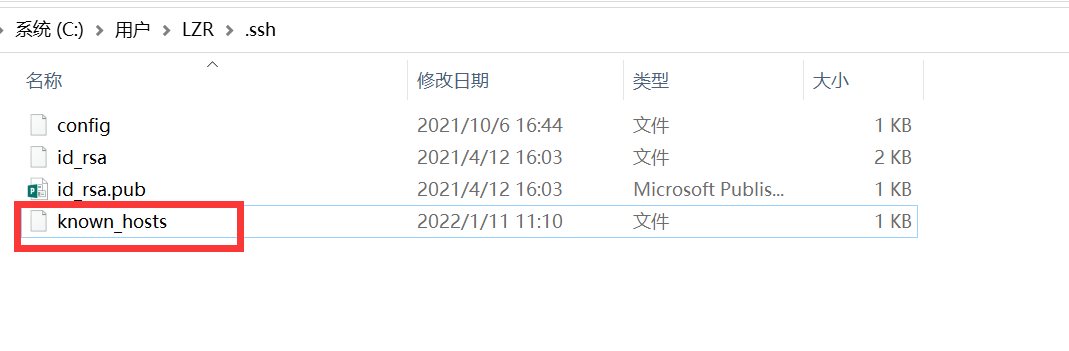 系统 (C:) 用户 LZR .ssh
名称 修改日期 类型 大小
config 2021/10/6 16:44 文件 1 KB
id_rsa 2021/4/12 16:03 文件 2 KB
id_rsa.pub 2021/4/12 16:03 Microsoft Publis... 1 KB
known_hosts 2022/1/11 11:10 文件 1 KB